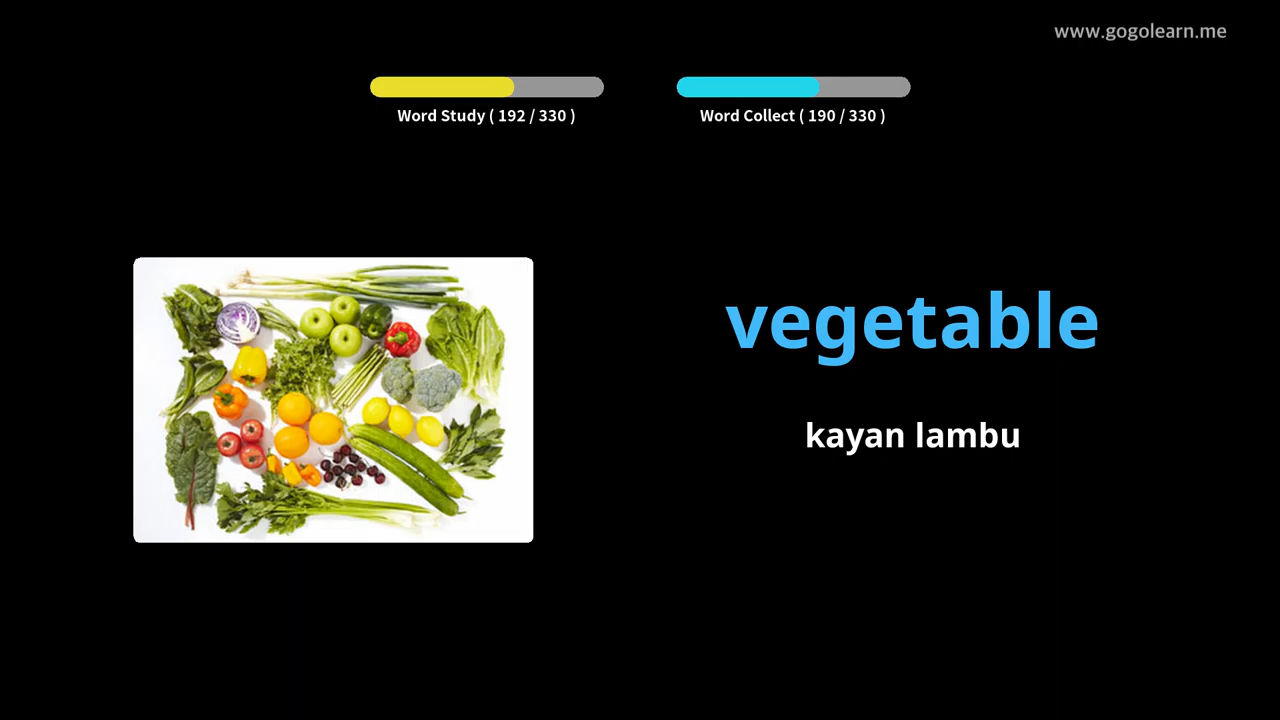 www.gogolearn.me
Word Study ( 192 / 330 )
Word Collect ( 190 / 330 )
vegetable
kayan lambu